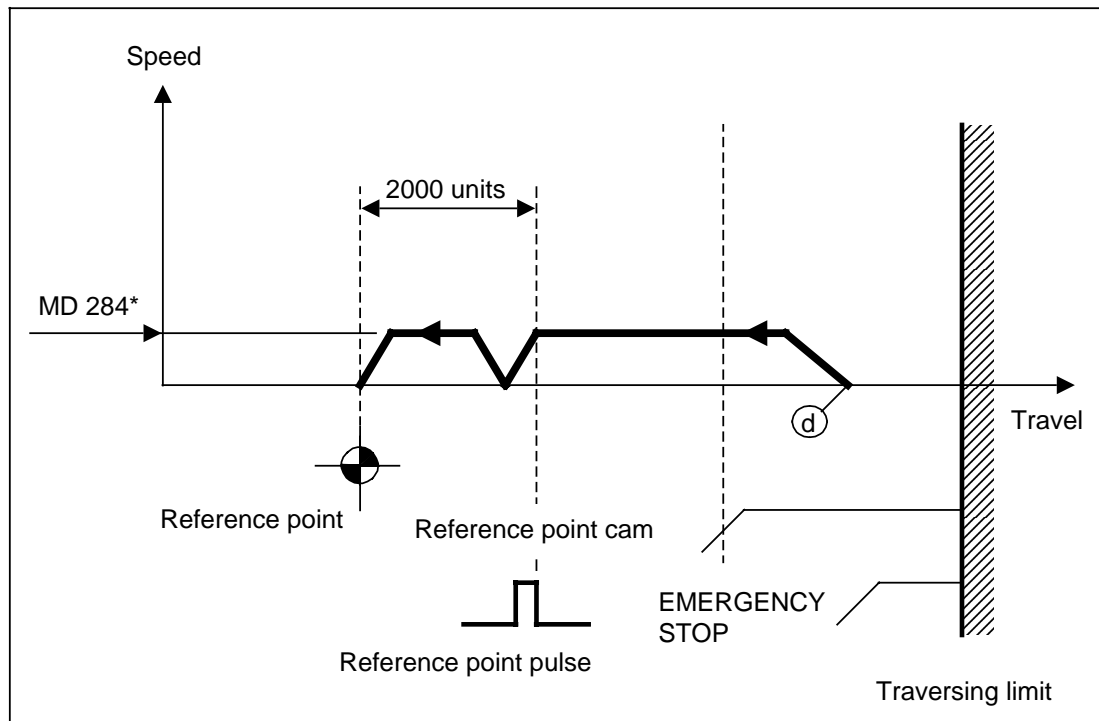 Speed
2000 units
MD 284*
d
Travel
Reference point
Reference point cam
EMERGENCY
STOP
Reference point pulse
Traversing limit